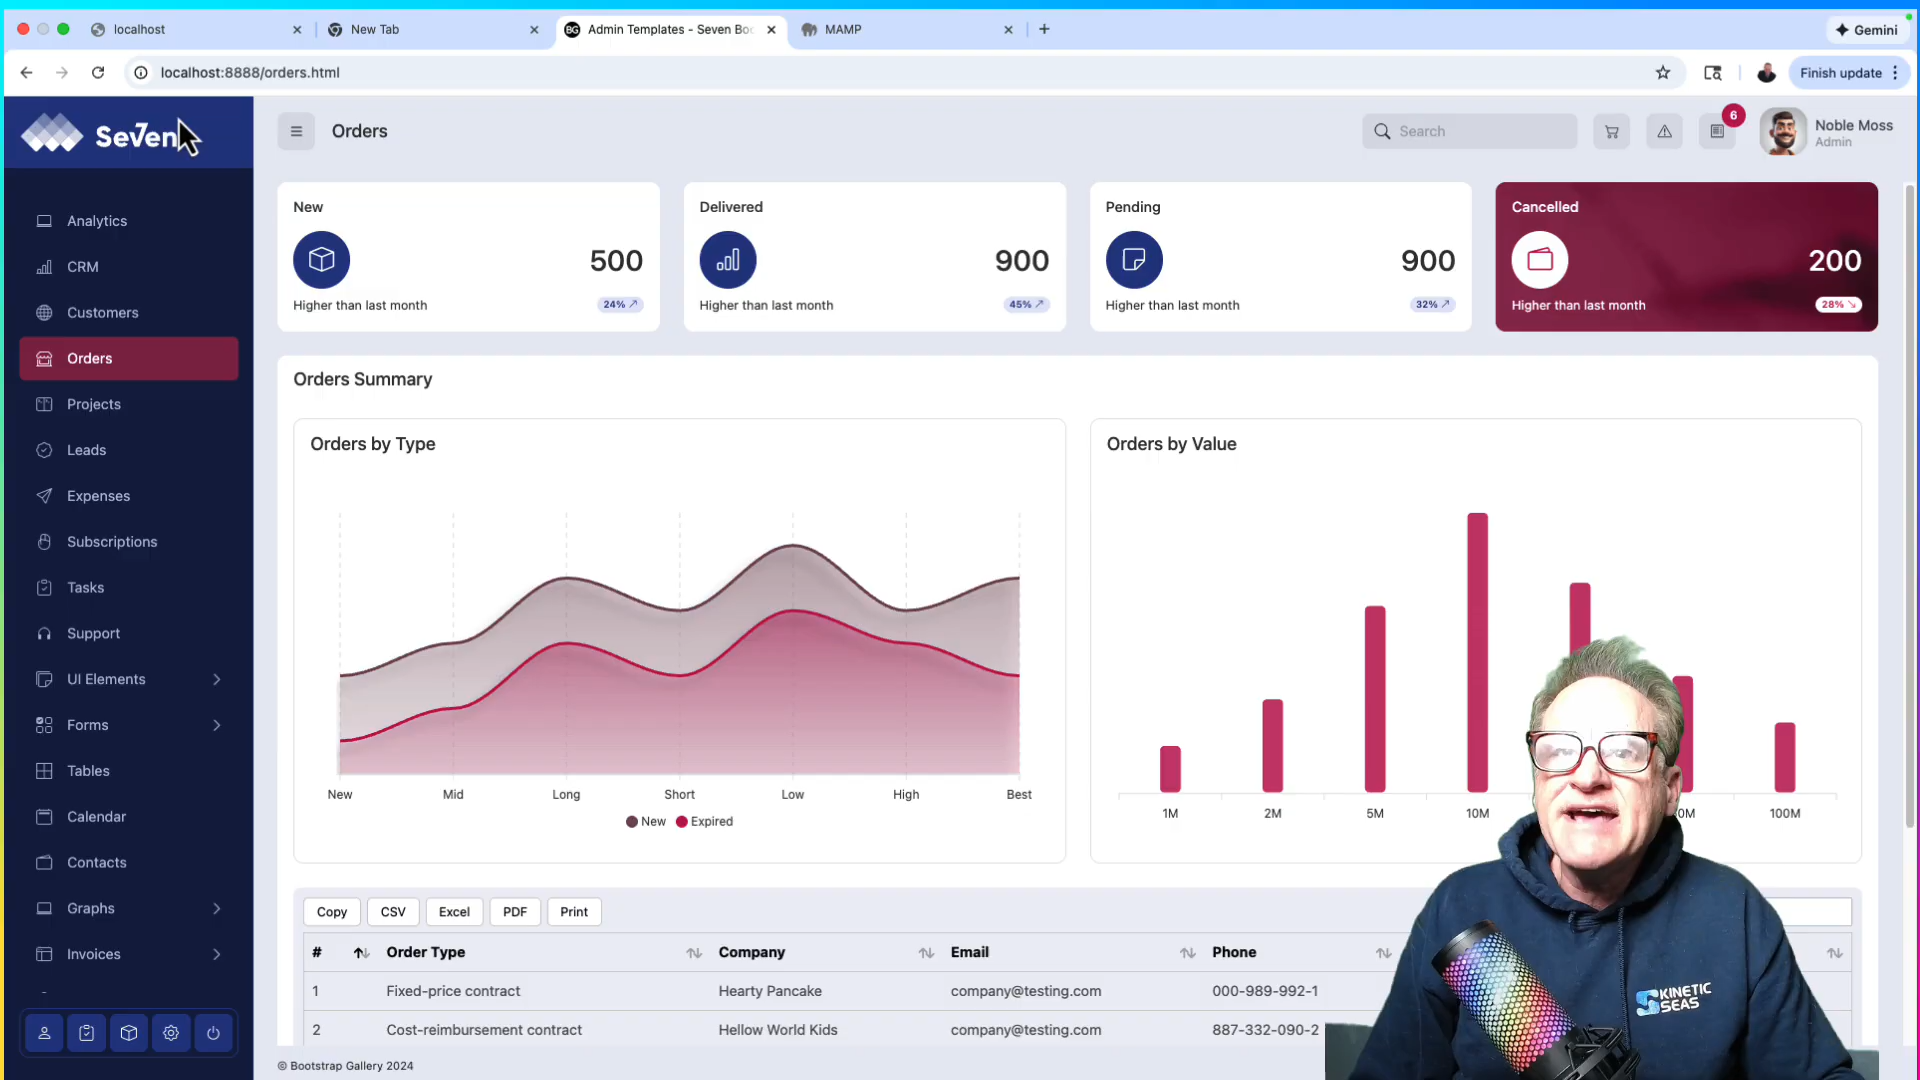 localhost
New Tab
Admin Templates - Seven Boo
MAMP
Gemini
localhost:8888/orders.html
Finish update
Seven
Orders
Search
6
Noble Moss
Admin
Analytics
CRM
Customers
Orders
Projects
Leads
Expenses
Subscriptions
Tasks
Support
UI Elements
Forms
Tables
Calendar
Contacts
Graphs
Invoices
New
500
Higher than last month
24%
Delivered
900
Higher than last month
45%
Pending
900
Higher than last month
32%
Cancelled
200
Higher than last month
28%
Orders Summary
Orders by Type
New Mid Long Short Low High Best
New Expired
Orders by Value
1M 2M 5M 10M 0M 100M
Copy CSV Excel PDF Print
# Order Type Company Email Phone
1 Fixed-price contract Hearty Pancake company@testing.com 000-989-992-1
2 Cost-reimbursement contract Hellow World Kids company@testing.com 887-332-090-2
© Bootstrap Gallery 2024
KINETIC
SEAS